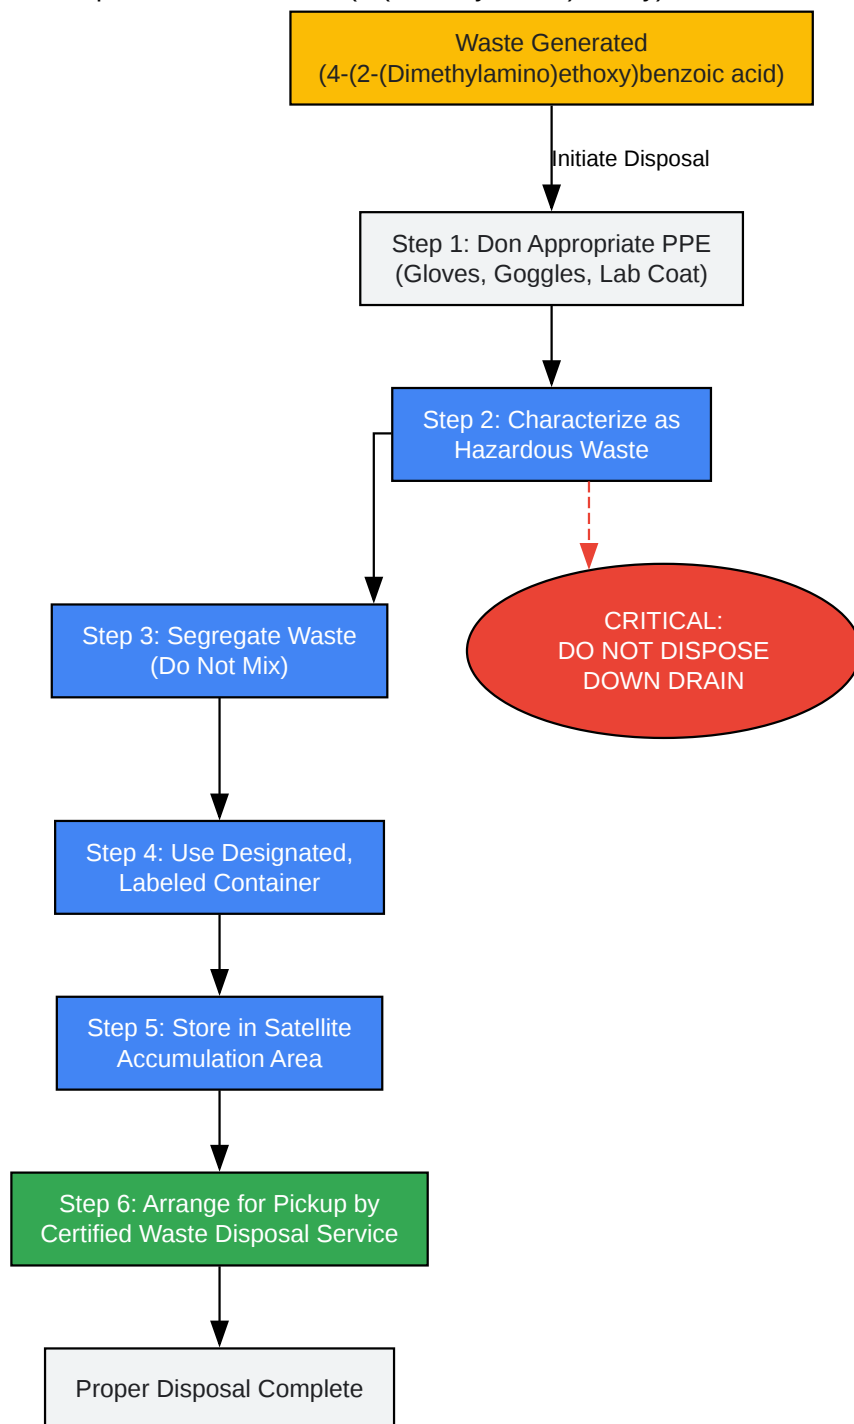 Waste Generated
(4-(2-(Dimethylamino)ethoxy)benzoic acid)
Initiate Disposal
Step 1: Don Appropriate PPE
(Gloves, Goggles, Lab Coat)
Step 2: Characterize as
Hazardous Waste
Step 3: Segregate Waste
(Do Not Mix)
CRITICAL:
DO NOT DISPOSE
DOWN DRAIN
Step 4: Use Designated,
Labeled Container
Step 5: Store in Satellite
Accumulation Area
Step 6: Arrange for Pickup by
Certified Waste Disposal Service
Proper Disposal Complete